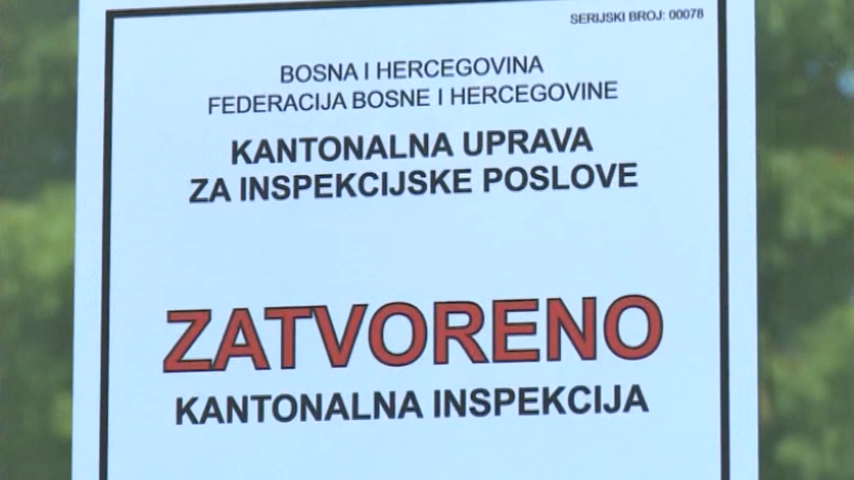 SERIJSKI BROJ: 00078
BOSNA I HERCEGOVINA
FEDERACIJA BOSNE I HERCEGOVINE
KANTONALNA UPRAVA
ZA INSPEKCIJSKE POSLOVE
ZATVORENO
KANTONALNA INSPEKCIJA